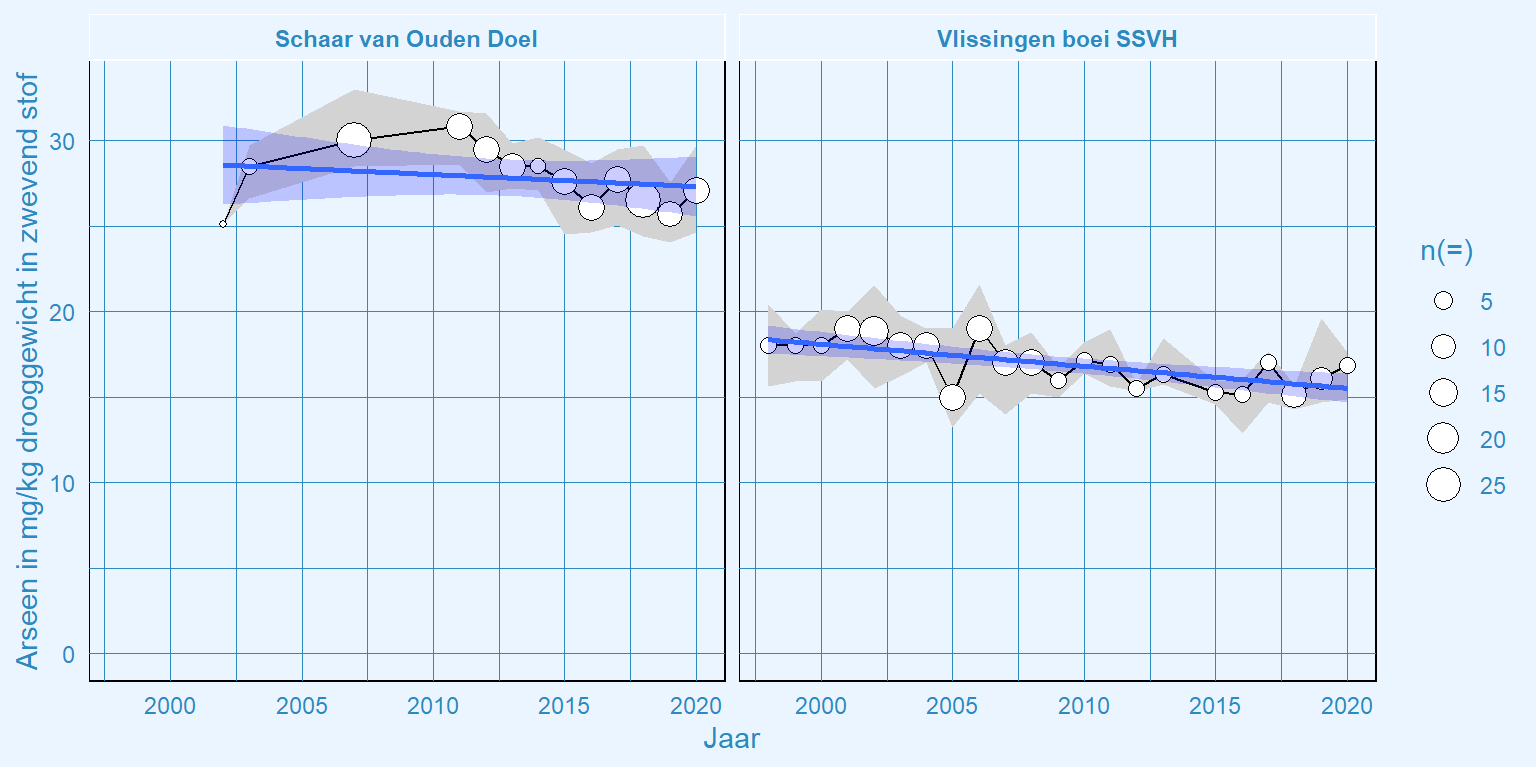 Schaar van Ouden Doel
Vlissingen boei SSVH
Arseen in mg/kg drooggewicht in zwevend stof
30
20
10
0
2000 2005 2010 2015 2020
2000 2005 2010 2015 2020
Jaar
n(=)
5
10
15
20
25